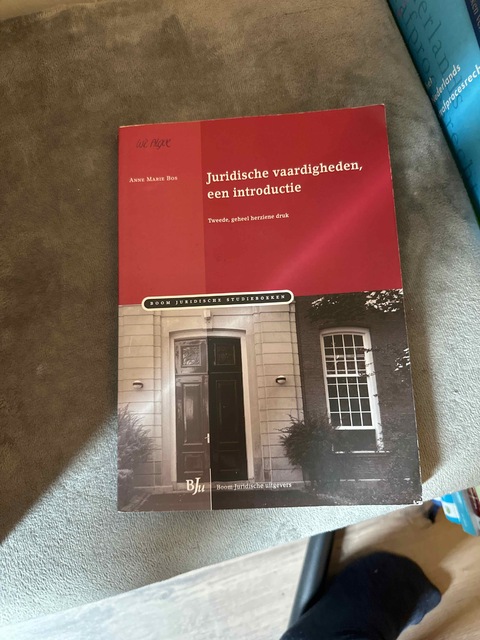 Anne Marie Bos
Juridische vaardigheden,
een introductie
Tweede, geheel herziene druk
BOOM JURIDISCHE STUDIEBOEKEN
BJu
Boom Juridische uitgevers